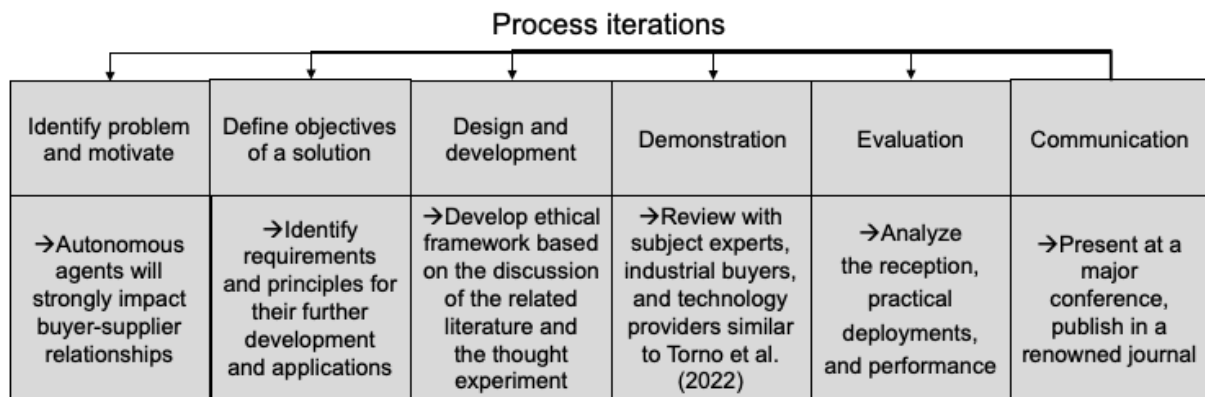 Process iterations
Identify problem
and motivate
Define objectives
of a solution
Design and
development
Demonstration
Evaluation
Communication
→Autonomous
agents will
strongly impact
buyer-supplier
relationships
→Identify
requirements
and principles for
their further
development
and applications
→Develop ethical
framework based
on the discussion
of the related
literature and
the thought
experiment
→Review with
subject experts,
industrial buyers,
and technology
providers similar
to Torno et al.
(2022)
→Analyze
the reception,
practical
deployments,
and performance
→Present at a
major
conference,
publish in a
renowned journal